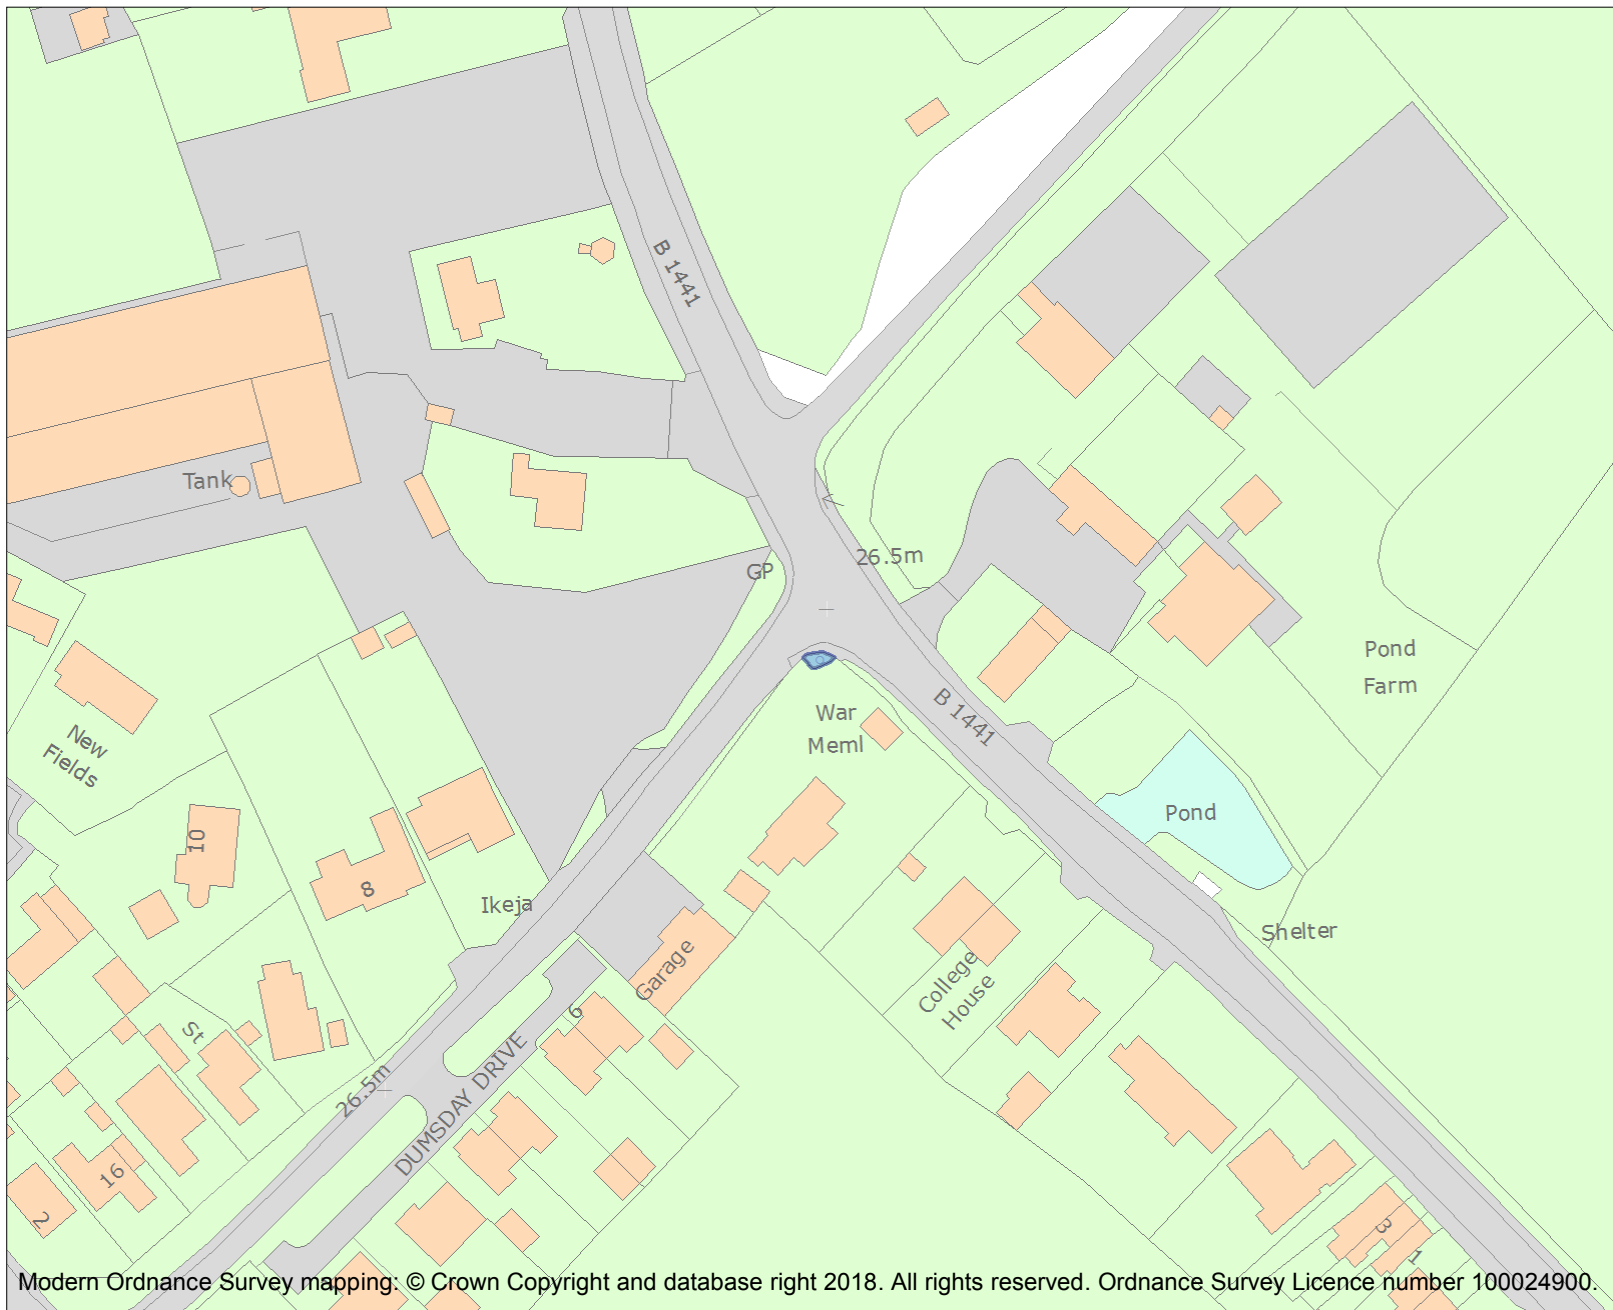 B 1441
Tank
GP
26.5m
Pond
Farm
War
Meml
B 1441
New
Fields
Pond
10
8
Ikeja
Shelter
Garage
College
House
6
St
26.5m
DUMSDAY DRIVE
16
2
3
1
Modern Ordnance Survey mapping: © Crown Copyright and database right 2018. All rights reserved. Ordnance Survey Licence number 100024900.